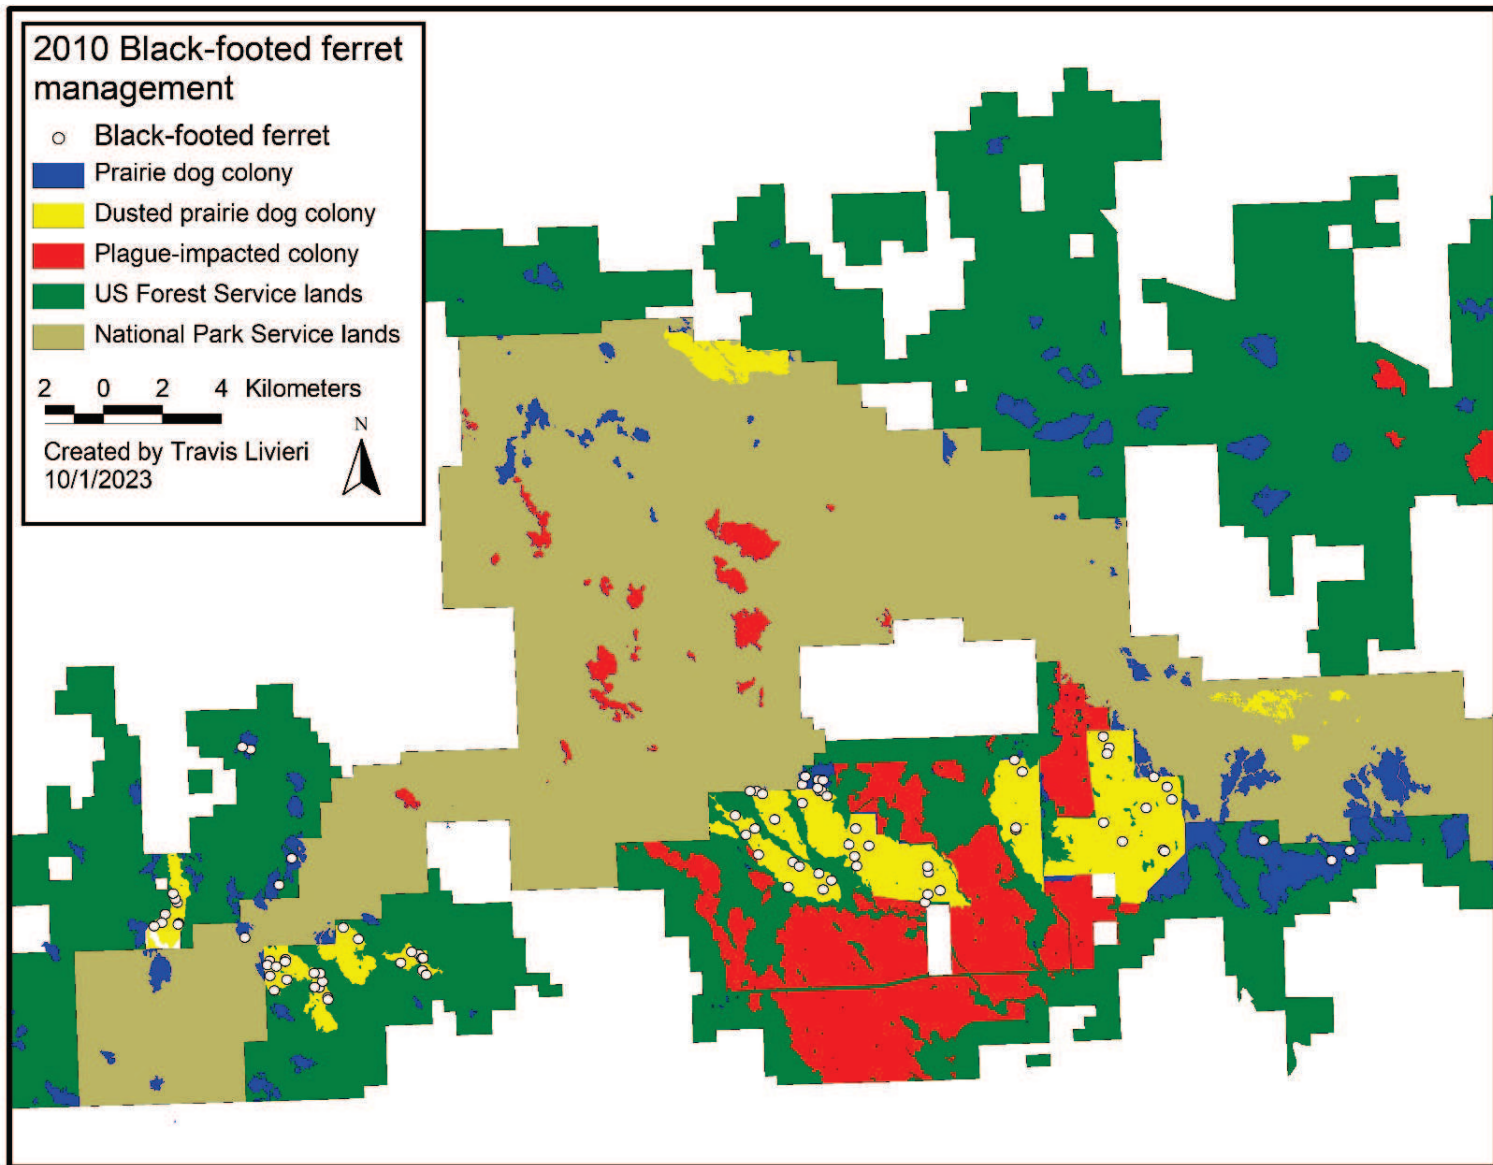 2010 Black-footed ferret
management
Black-footed ferret
Prairie dog colony
Dusted prairie dog colony
Plague-impacted colony
US Forest Service lands
National Park Service lands
2 0 2 4 Kilometers
N
Created by Travis Livieri
10/1/2023